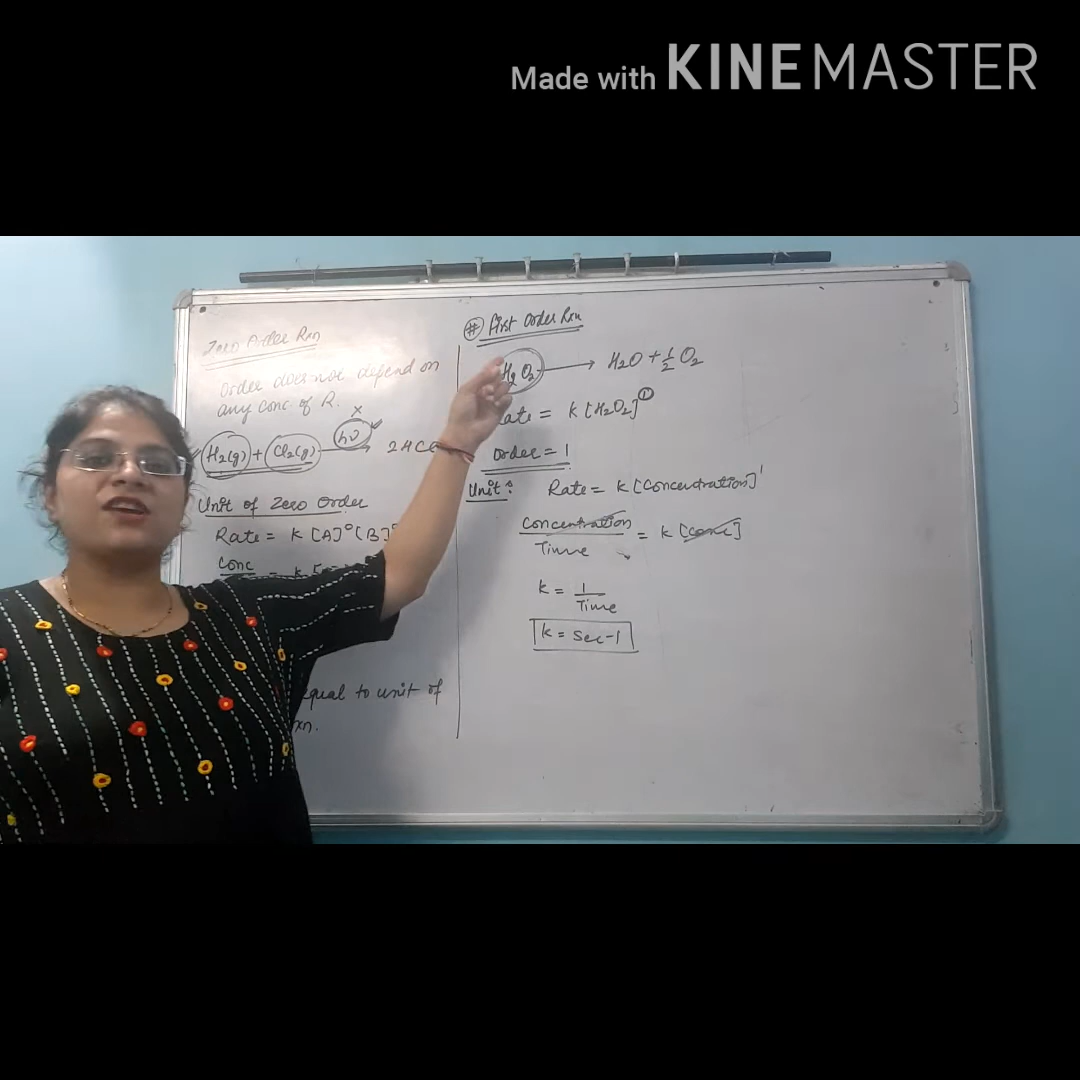 Made with KINEMASTER
Zero Order Rxn
Order does not depend on
any conc. of R.
x
H₂(g) + Cl₂(g) hν → 2HCl
Unit of Zero Order
Rate = K [A]⁰ [B]⁰
Conc = K
equal to unit of
xn.
# First Order Rxn
H₂O₂ → H₂O + ½ O₂
Rate = K [H₂O₂]¹
Order = 1
Unit: Rate = K [Concentration]¹
Concentration/Time = K [conc]
K = 1/Time
K = Sec-1